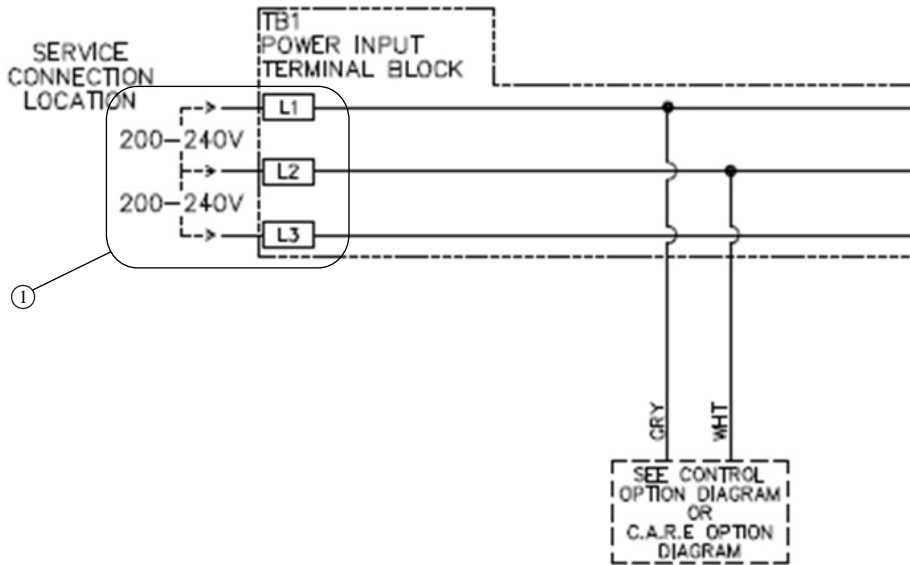 TB1
POWER INPUT
TERMINAL BLOCK
SERVICE
CONNECTION
LOCATION
L1
200-240V
L2
200-240V
L3
1
GRY
WHT
SEE CONTROL
OPTION DIAGRAM
OR
C.A.R.E OPTION
DIAGRAM